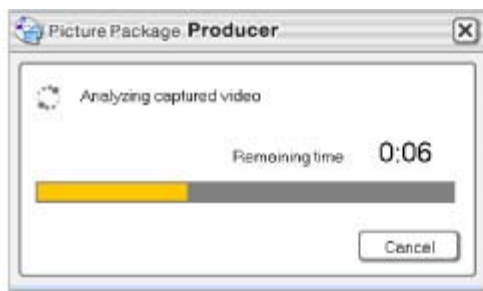 Picture Package Producer
Analyzing captured video
Remaining time 0:06
Cancel